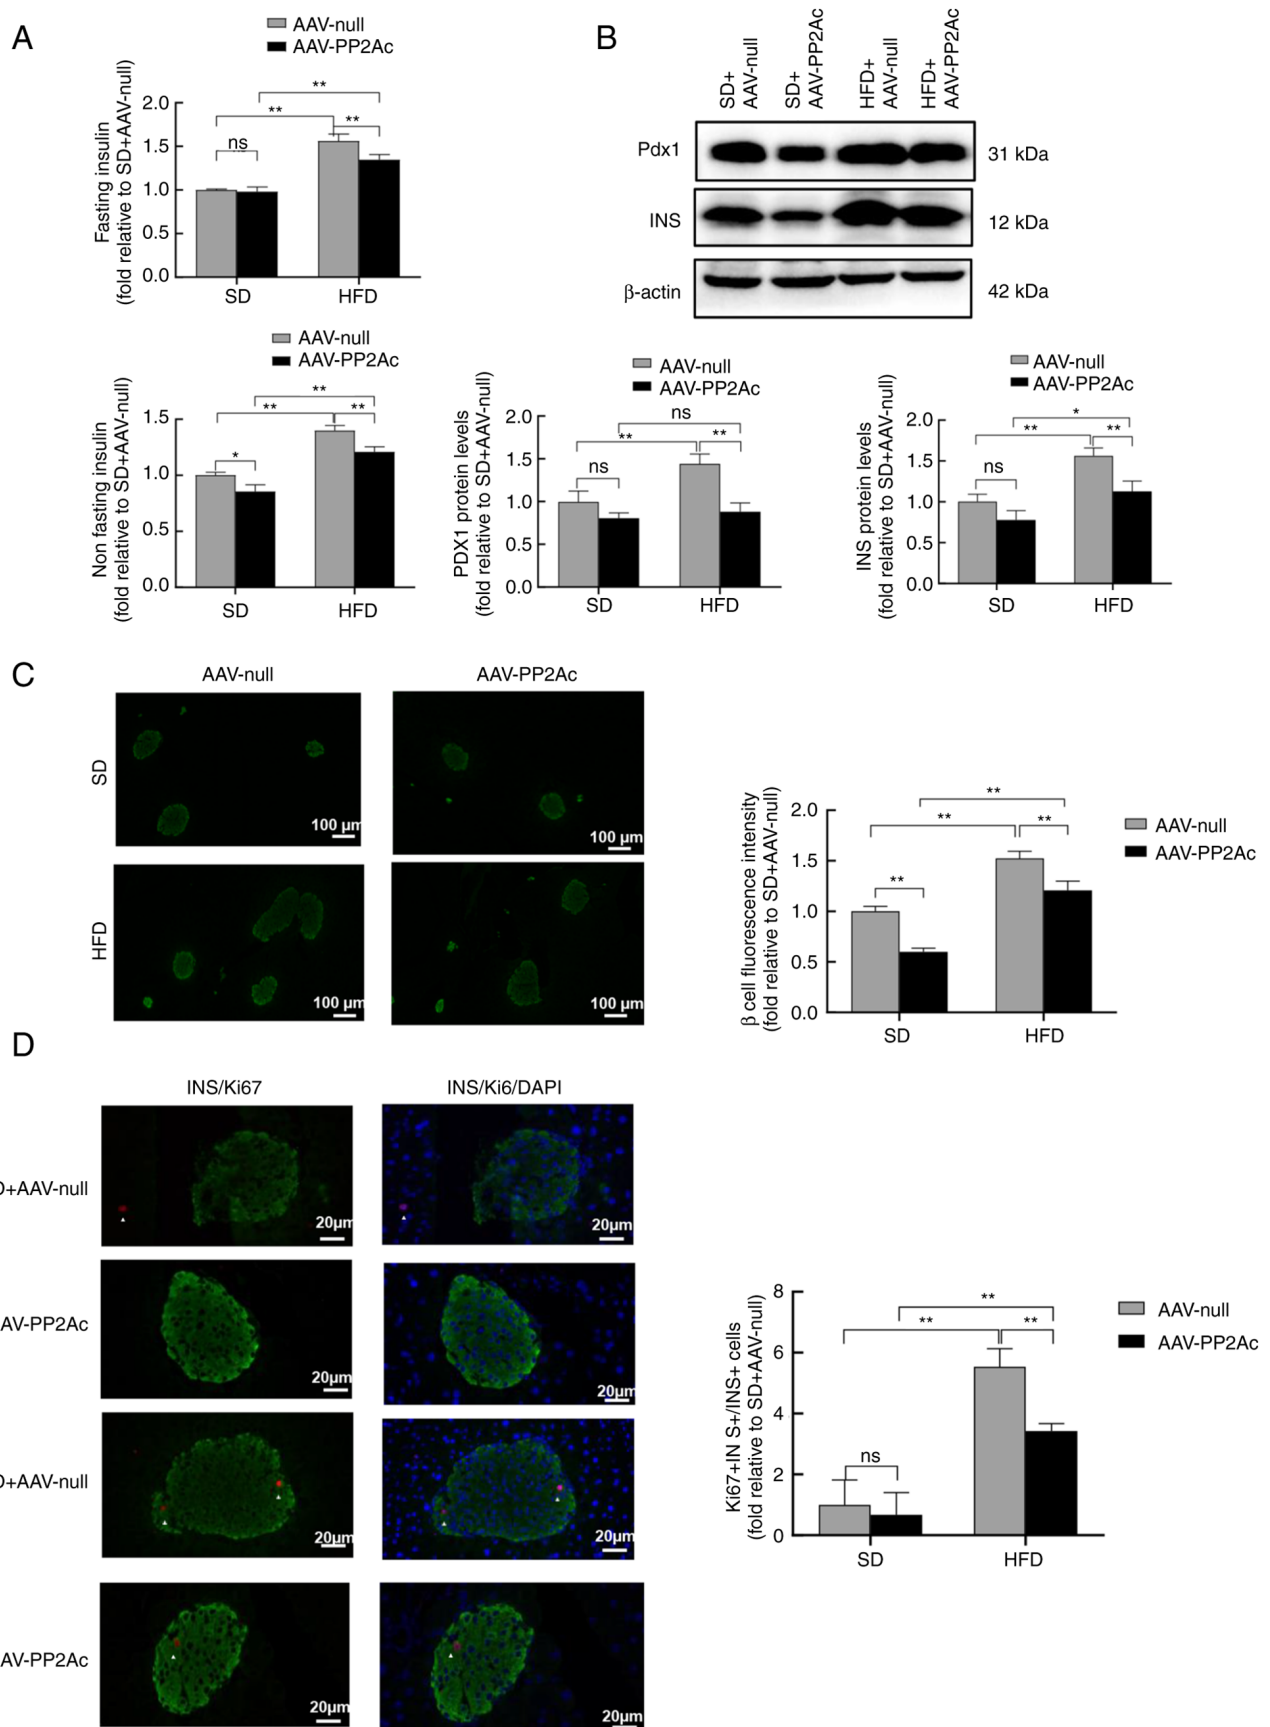 A
AAV-null
AAV-PP2Ac
Fasting insulin
(fold relative to SD+AAV-null)
2.0
1.5
1.0
0.5
0.0
**
**
**
ns
SD
HFD
AAV-null
AAV-PP2Ac
Non fasting insulin
(fold relative to SD+AAV-null)
1.5
1.0
0.5
0.0
**
**
**
*
SD
HFD
B
SD+
AAV-null
SD+
AAV-PP2Ac
HFD+
AAV-null
HFD+
AAV-PP2Ac
Pdx1
31 kDa
INS
12 kDa
β-actin
42 kDa
AAV-null
AAV-PP2Ac
PDX1 protein levels
(fold relative to SD+AAV-null)
2.0
1.5
1.0
0.5
0.0
ns
**
**
ns
SD
HFD
AAV-null
AAV-PP2Ac
INS protein levels
(fold relative to SD+AAV-null)
2.0
1.5
1.0
0.5
0.0
*
**
**
ns
SD
HFD
C
AAV-null
AAV-PP2Ac
SD
100 µm
100 µm
HFD
100 µm
100 µm
β cell fluorescence intensity
(fold relative to SD+AAV-null)
2.0
1.5
1.0
0.5
0.0
**
**
**
**
SD
HFD
AAV-null
AAV-PP2Ac
D
INS/Ki67
INS/Ki6/DAPI
D+AAV-null
20µm
20µm
AV-PP2Ac
20µm
20µm
D+AAV-null
20µm
20µm
AV-PP2Ac
20µm
20µm
Ki67+IN S+/INS+ cells
(fold relative to SD+AAV-null)
8
6
4
2
0
**
**
**
ns
SD
HFD
AAV-null
AAV-PP2Ac